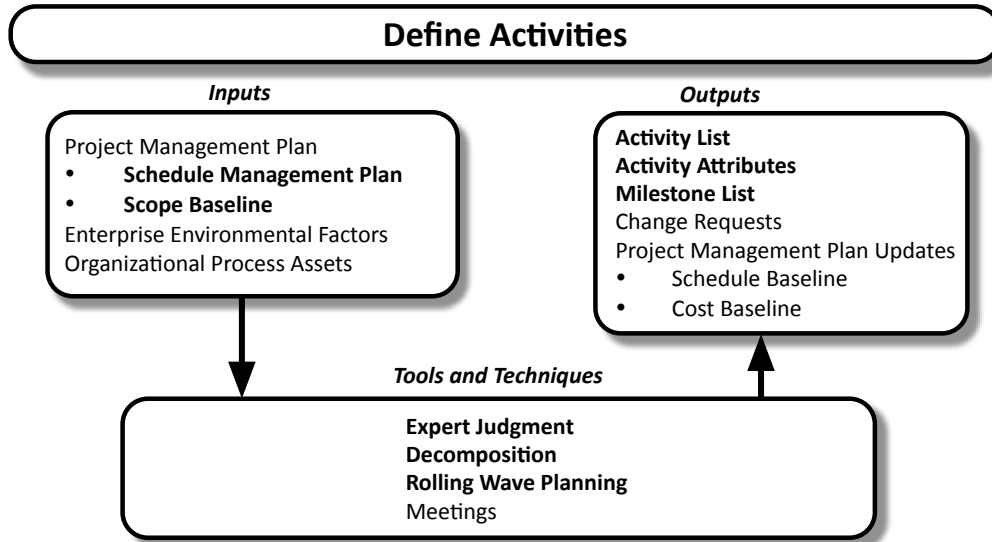 Define Activities
Inputs
Project Management Plan
• Schedule Management Plan
• Scope Baseline
Enterprise Environmental Factors
Organizational Process Assets
Outputs
Activity List
Activity Attributes
Milestone List
Change Requests
Project Management Plan Updates
• Schedule Baseline
• Cost Baseline
Tools and Techniques
Expert Judgment
Decomposition
Rolling Wave Planning
Meetings